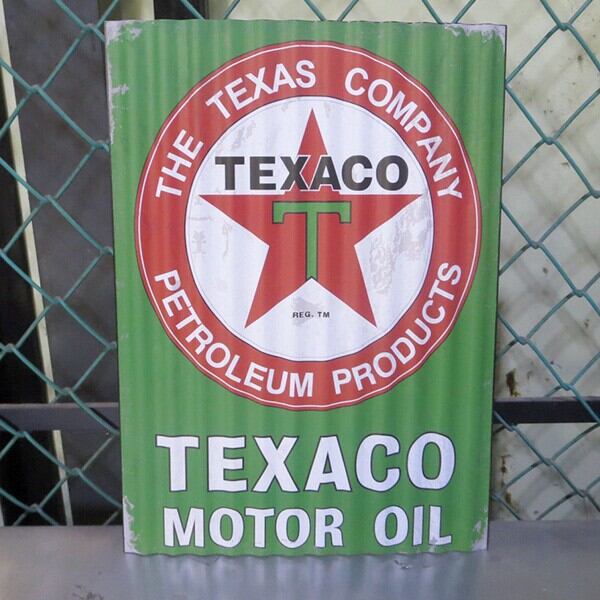 THE TEXAS COMPANY
TEXACO
T
REG. TM
PETROLEUM PRODUCTS
TEXACO
MOTOR OIL